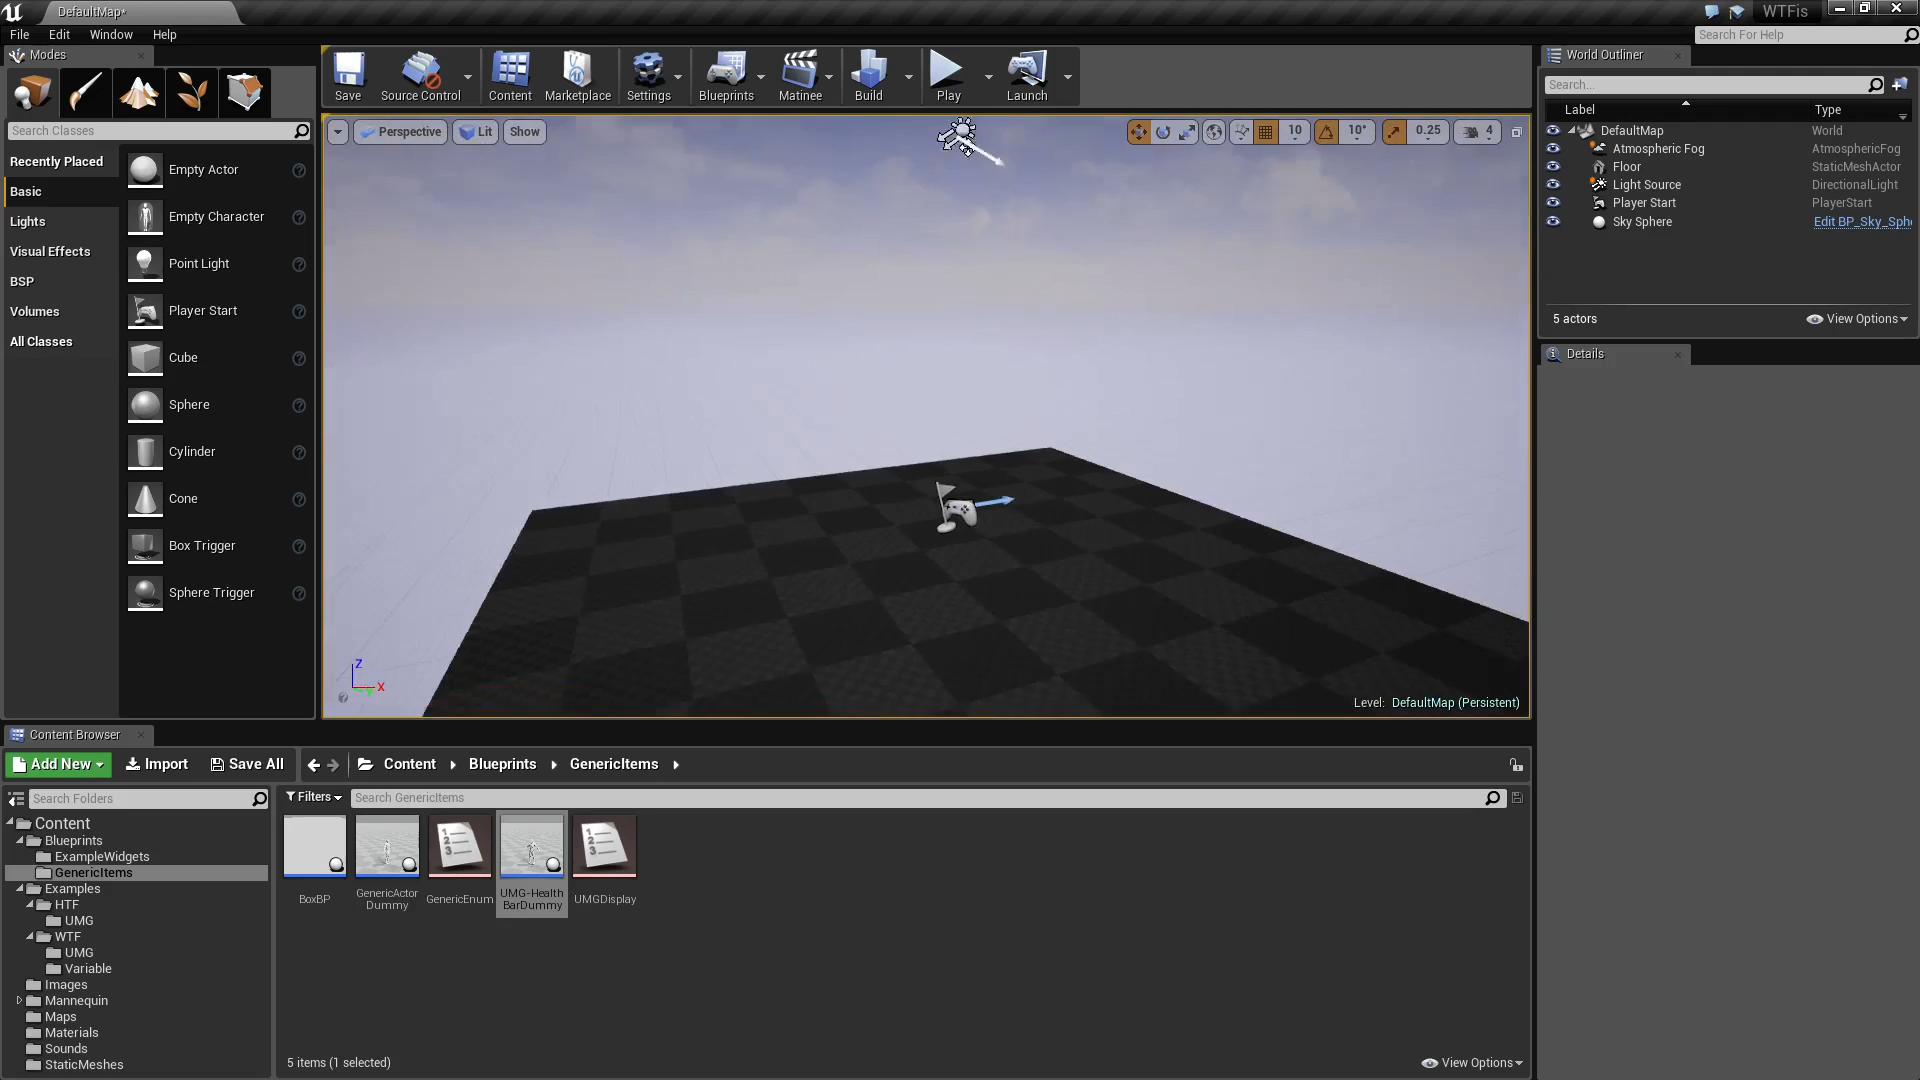 DefaultMap*
WTFis
File Edit Window Help
Search For Help
Modes
Save
Source Control
Content
Marketplace
Settings
Blueprints
Matinee
Build
Play
Launch
Search Classes
Recently Placed
Basic
Lights
Visual Effects
BSP
Volumes
All Classes
Empty Actor
Empty Character
Point Light
Player Start
Cube
Sphere
Cylinder
Cone
Box Trigger
Sphere Trigger
Perspective
Lit
Show
10
10°
0.25
4
Z
X
Y
Level: DefaultMap (Persistent)
World Outliner
Search...
Label Type
DefaultMap World
Atmospheric Fog AtmosphericFog
Floor StaticMeshActor
Light Source DirectionalLight
Player Start PlayerStart
Sky Sphere Edit BP_Sky_Sph
5 actors
View Options
Details
Content Browser
Add New
Import
Save All
Content
Blueprints
GenericItems
Search Folders
Content
Blueprints
ExampleWidgets
GenericItems
Examples
HTF
UMG
WTF
UMG
Variable
Images
Mannequin
Maps
Materials
Sounds
StaticMeshes
Filters
Search GenericItems
BoxBP
GenericActor
Dummy
GenericEnum
UMG-Health
BarDummy
UMGDisplay
5 items (1 selected)
View Options